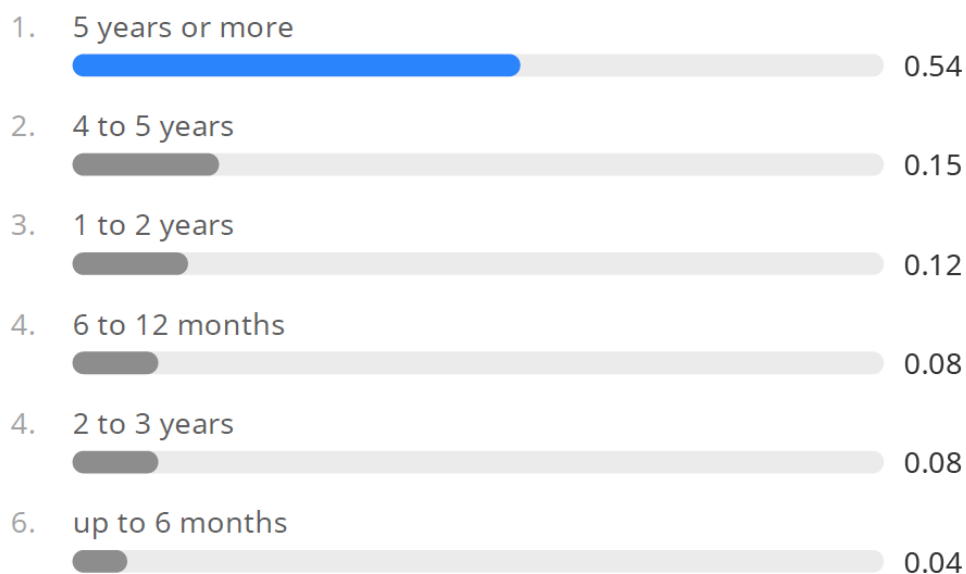 1. 5 years or more
0.54
2. 4 to 5 years
0.15
3. 1 to 2 years
0.12
4. 6 to 12 months
0.08
4. 2 to 3 years
0.08
6. up to 6 months
0.04